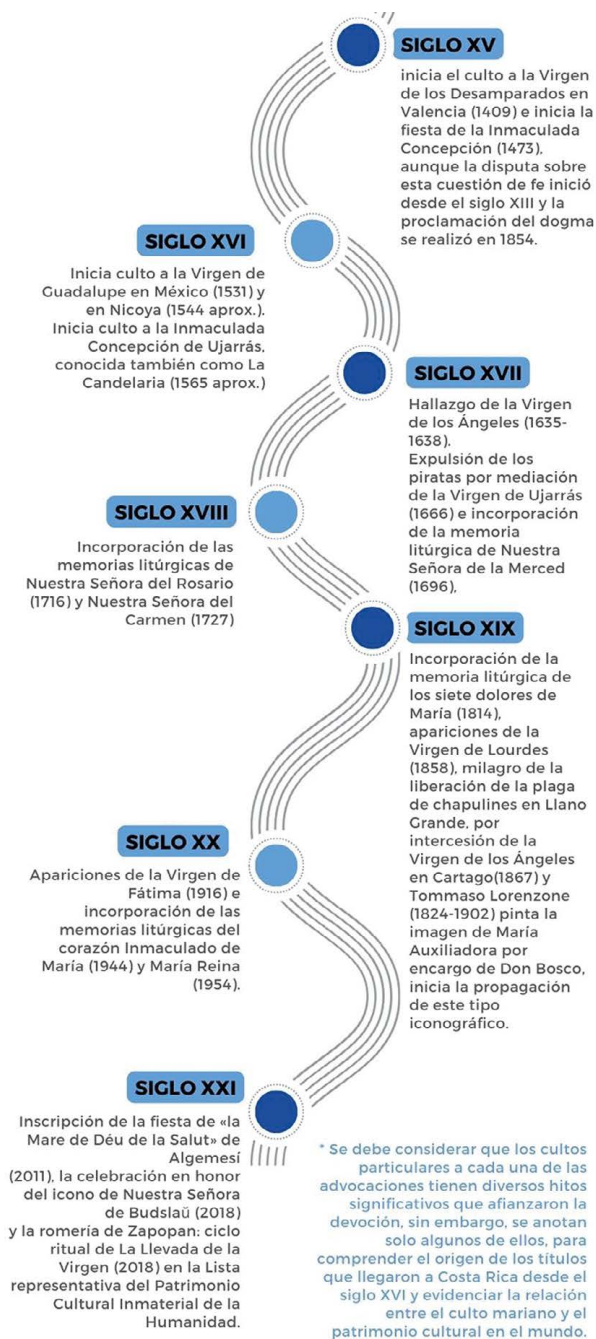 SIGLO XV
inicia el culto a la Virgen
de los Desamparados en
Valencia (1409) e inicia la
fiesta de la Inmaculada
Concepción (1473),
aunque la disputa sobre
esta cuestión de fe inició
desde el siglo XIII y la
proclamación del dogma
se realizó en 1854.
SIGLO XVI
Inicia culto a la Virgen de
Guadalupe en México (1531) y
en Nicoya (1544 aprox.).
Inicia culto a la Inmaculada
Concepción de Ujarrás,
conocida también como La
Candelaria (1565 aprox.)
SIGLO XVII
Hallazgo de la Virgen
de los Ángeles (1635-
1638).
Expulsión de los
piratas por mediación
de la Virgen de Ujarrás
(1666) e incorporación
de la memoria
litúrgica de Nuestra
Señora de la Merced
(1696),
SIGLO XVIII
Incorporación de las
memorias litúrgicas de
Nuestra Señora del Rosario
(1716) y Nuestra Señora del
Carmen (1727)
SIGLO XIX
Incorporación de la
memoria litúrgica de
los siete dolores de
María (1814),
apariciones de la
Virgen de Lourdes
(1858), milagro de la
liberación de la plaga
de chapulines en Llano
Grande, por
intercesión de la
Virgen de los Ángeles
en Cartago(1867) y
Tommaso Lorenzone
(1824-1902) pinta la
imagen de María
Auxiliadora por
encargo de Don Bosco,
inicia la propagación
de este tipo
iconográfico.
SIGLO XX
Apariciones de la Virgen de
Fátima (1916) e
incorporación de las
memorias litúrgicas del
corazón Inmaculado de
María (1944) y María Reina
(1954).
SIGLO XXI
Inscripción de la fiesta de «la
Mare de Déu de la Salut» de
Algemesí
(2011), la celebración en honor
del icono de Nuestra Señora
de Budslaŭ (2018)
y la romería de Zapopan: ciclo
ritual de La Llevada de la
Virgen (2018) en la Lista
representativa del Patrimonio
Cultural Inmaterial de la
Humanidad.
* Se debe considerar que los cultos
particulares a cada una de las
advocaciones tienen diversos hitos
significativos que afianzaron la
devoción, sin embargo, se anotan
solo algunos de ellos, para
comprender el origen de los títulos
que llegaron a Costa Rica desde el
siglo XVI y evidenciar la relación
entre el culto mariano y el
patrimonio cultural en el mundo.